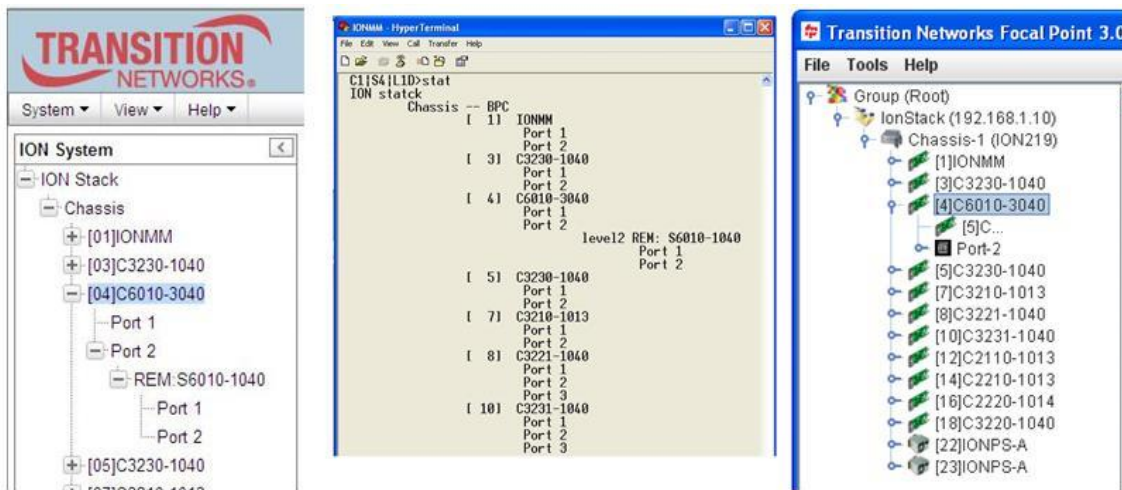 TRANSITION
NETWORKS®
System View Help
ION System
ION Stack
Chassis
[01]IONMM
[03]C3230-1040
[04]C6010-3040
Port 1
Port 2
REM:S6010-1040
Port 1
Port 2
[05]C3230-1040
IONMM - HyperTerminal
File Edit View Call Transfer Help
C1|S4|L1D>stat
ION statck
Chassis -- BPC
[ 1] IONMM
Port 1
Port 2
[ 3] C3230-1040
Port 1
Port 2
[ 4] C6010-3040
Port 1
Port 2
level2 REM: S6010-1040
Port 1
Port 2
[ 5] C3230-1040
Port 1
Port 2
[ 7] C3210-1013
Port 1
Port 2
[ 8] C3221-1040
Port 1
Port 2
Port 3
[ 10] C3231-1040
Port 1
Port 2
Port 3
Transition Networks Focal Point 3.0
File Tools Help
Group (Root)
IonStack (192.168.1.10)
Chassis-1 (ION219)
[1]IONMM
[3]C3230-1040
[4]C6010-3040
[5]C...
Port-2
[5]C3230-1040
[7]C3210-1013
[8]C3221-1040
[10]C3231-1040
[12]C2110-1013
[14]C2210-1013
[16]C2220-1014
[18]C3220-1040
[22]IONPS-A
[23]IONPS-A